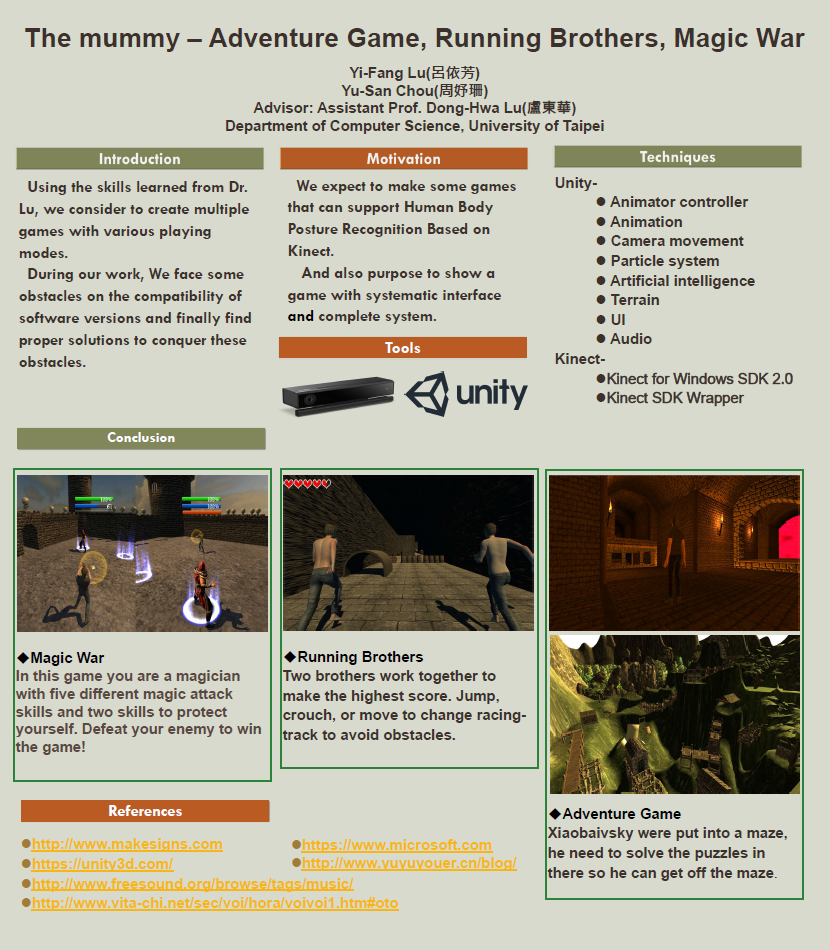 The mummy – Adventure Game, Running Brothers, Magic War
Yi-Fang Lu(呂依芳)
Yu-San Chou(周妤珊)
Advisor: Assistant Prof. Dong-Hwa Lu(盧東華)
Department of Computer Science, University of Taipei
Introduction
Using the skills learned from Dr.
Lu, we consider to create multiple
games with various playing
modes.
During our work, We face some
obstacles on the compatibility of
software versions and finally find
proper solutions to conquer these
obstacles.
Motivation
We expect to make some games
that can support Human Body
Posture Recognition Based on
Kinect.
And also purpose to show a
game with systematic interface
and complete system.
Tools
unity
Techniques
Unity-
● Animator controller
● Animation
● Camera movement
● Particle system
● Artificial intelligence
● Terrain
● UI
● Audio
Kinect-
●Kinect for Windows SDK 2.0
●Kinect SDK Wrapper
Conclusion
◆Magic War
In this game you are a magician
with five different magic attack
skills and two skills to protect
yourself. Defeat your enemy to win
the game!
◆Running Brothers
Two brothers work together to
make the highest score. Jump,
crouch, or move to change racing-
track to avoid obstacles.
◆Adventure Game
Xiaobaivsky were put into a maze,
he need to solve the puzzles in
there so he can get off the maze.
References
●http://www.makesigns.com
●https://unity3d.com/
●http://www.freesound.org/browse/tags/music/
●http://www.vita-chi.net/sec/voi/hora/voivoi1.htm#oto
●https://www.microsoft.com
●http://www.yuyuyouer.cn/blog/